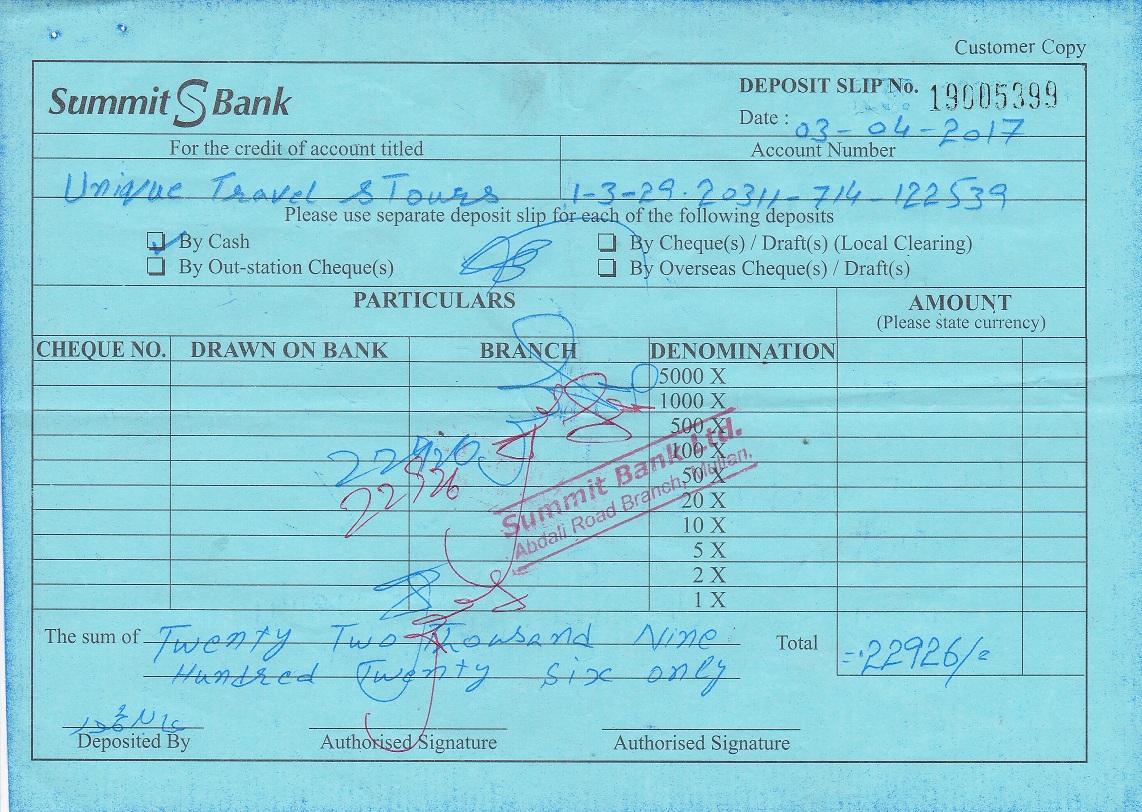 Customer Copy
Summit S Bank
DEPOSIT SLIP No. 19005399
Date : 03-04-2017
For the credit of account titled
Account Number
Unique Travel & Tours
1-3-29-20311-714-122539
Please use separate deposit slip for each of the following deposits
By Cash
By Cheque(s) / Draft(s) (Local Clearing)
By Out-station Cheque(s)
By Overseas Cheque(s) / Draft(s)
PARTICULARS
AMOUNT
(Please state currency)
CHEQUE NO. DRAWN ON BANK BRANCH DENOMINATION
5000 X
1000 X
500 X
100 X
50 X
20 X
10 X
5 X
2 X
1 X
22926
Summit Bank Ltd.
Abdali Road Branch, Multan.
The sum of Twenty Two Thousand Nine
Hundred Twenty Six only
Total
22926/=
Deposited By
Authorised Signature
Authorised Signature